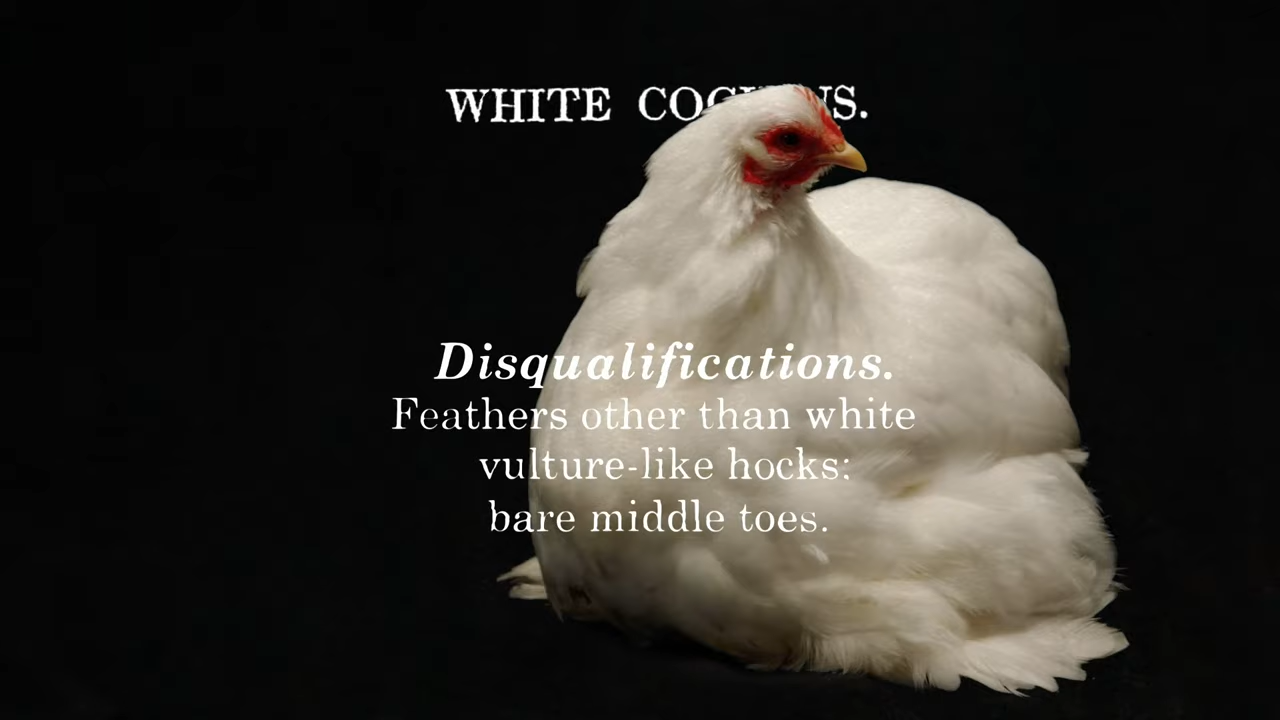 WHITE
Disqualifications.
Feathers other than white
vulture-like hocks:
bare middle toes.